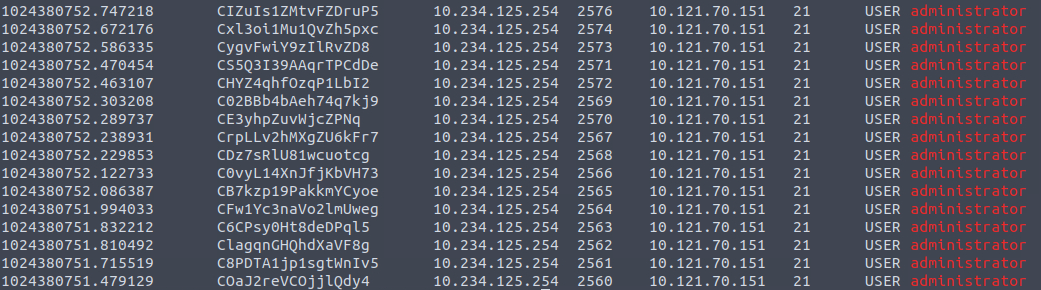 1024380752.747218 CIZuIs1ZMtvFZDruP5 10.234.125.254 2576 10.121.70.151 21 USER administrator
1024380752.672176 Cxl3oi1Mu1QvZh5pxc 10.234.125.254 2574 10.121.70.151 21 USER administrator
1024380752.586335 CygvFwiY9zIlRvZD8 10.234.125.254 2573 10.121.70.151 21 USER administrator
1024380752.470454 CS5Q3I39AAqrTPCdDe 10.234.125.254 2571 10.121.70.151 21 USER administrator
1024380752.463107 CHYZ4qhfOzqP1LbI2 10.234.125.254 2572 10.121.70.151 21 USER administrator
1024380752.303208 C02BBb4bAeh74q7kj9 10.234.125.254 2569 10.121.70.151 21 USER administrator
1024380752.289737 CE3yhpZuvWjcZPNq 10.234.125.254 2570 10.121.70.151 21 USER administrator
1024380752.238931 CrpLLv2hMXgZU6kFr7 10.234.125.254 2567 10.121.70.151 21 USER administrator
1024380752.229853 CDz7sRlU81wcuotcg 10.234.125.254 2568 10.121.70.151 21 USER administrator
1024380752.122733 C0vyL14XnJfjKbVH73 10.234.125.254 2566 10.121.70.151 21 USER administrator
1024380752.086387 CB7kzp19PakkmYCyoe 10.234.125.254 2565 10.121.70.151 21 USER administrator
1024380751.994033 CFw1Yc3naVo2lmUweg 10.234.125.254 2564 10.121.70.151 21 USER administrator
1024380751.832212 C6CPsy0Ht8deDPql5 10.234.125.254 2563 10.121.70.151 21 USER administrator
1024380751.810492 ClagqnGHQhdXaVF8g 10.234.125.254 2562 10.121.70.151 21 USER administrator
1024380751.715519 C8PDTA1jp1sgtWnIv5 10.234.125.254 2561 10.121.70.151 21 USER administrator
1024380751.479129 COaJ2reVCOjjlQdy4 10.234.125.254 2560 10.121.70.151 21 USER administrator